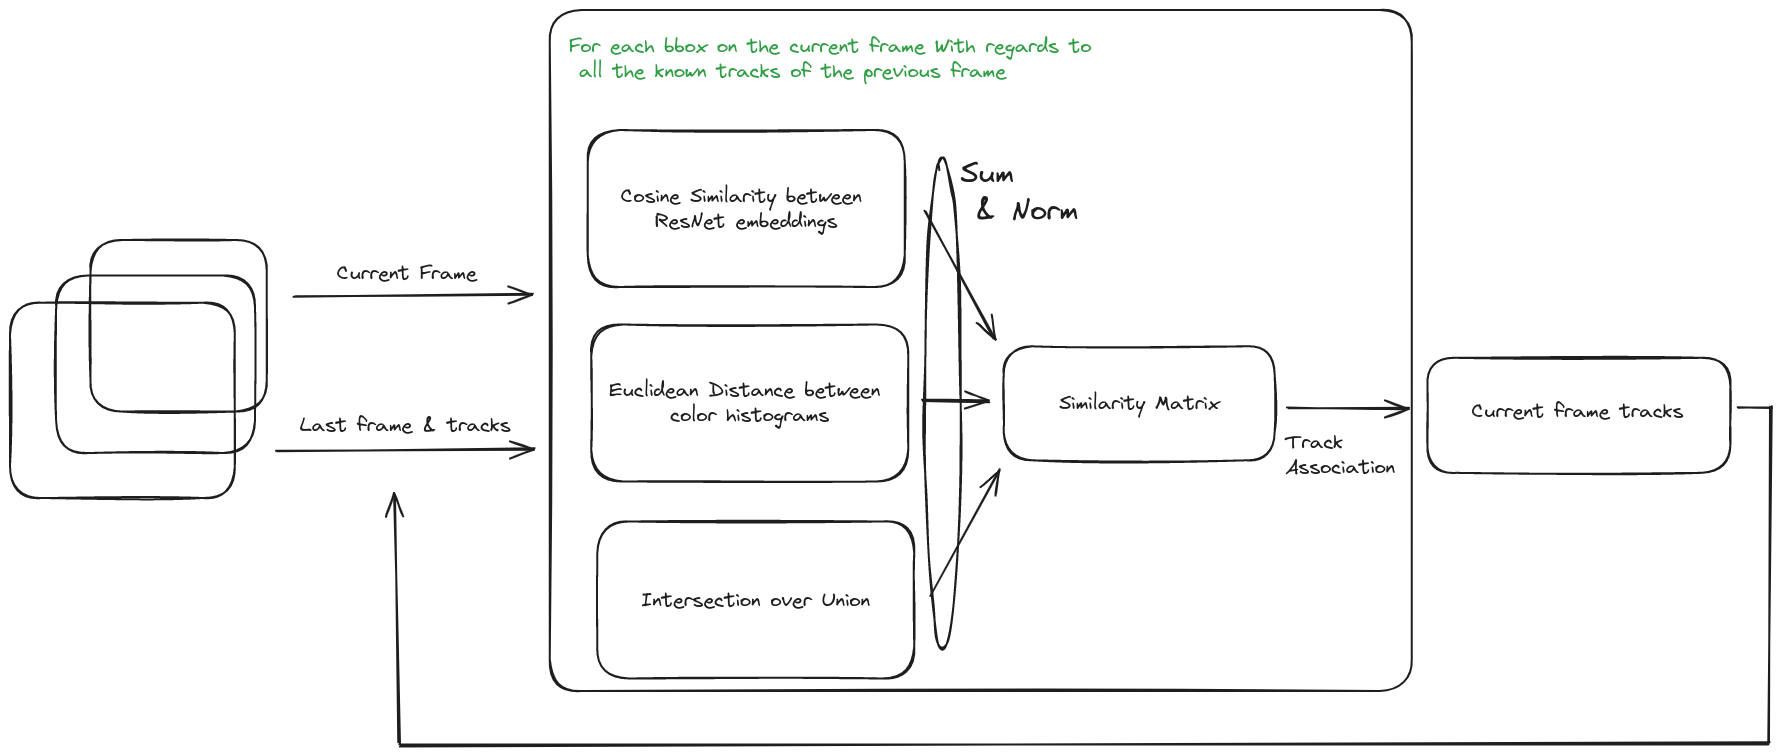 For each bbox on the current frame With regards to
all the known tracks of the previous frame
Cosine Similarity between
ResNet embeddings
Sum
& Norm
Current Frame
Last frame & tracks
Euclidean Distance between
color histograms
Similarity Matrix
Track
Association
Current frame tracks
Intersection over Union